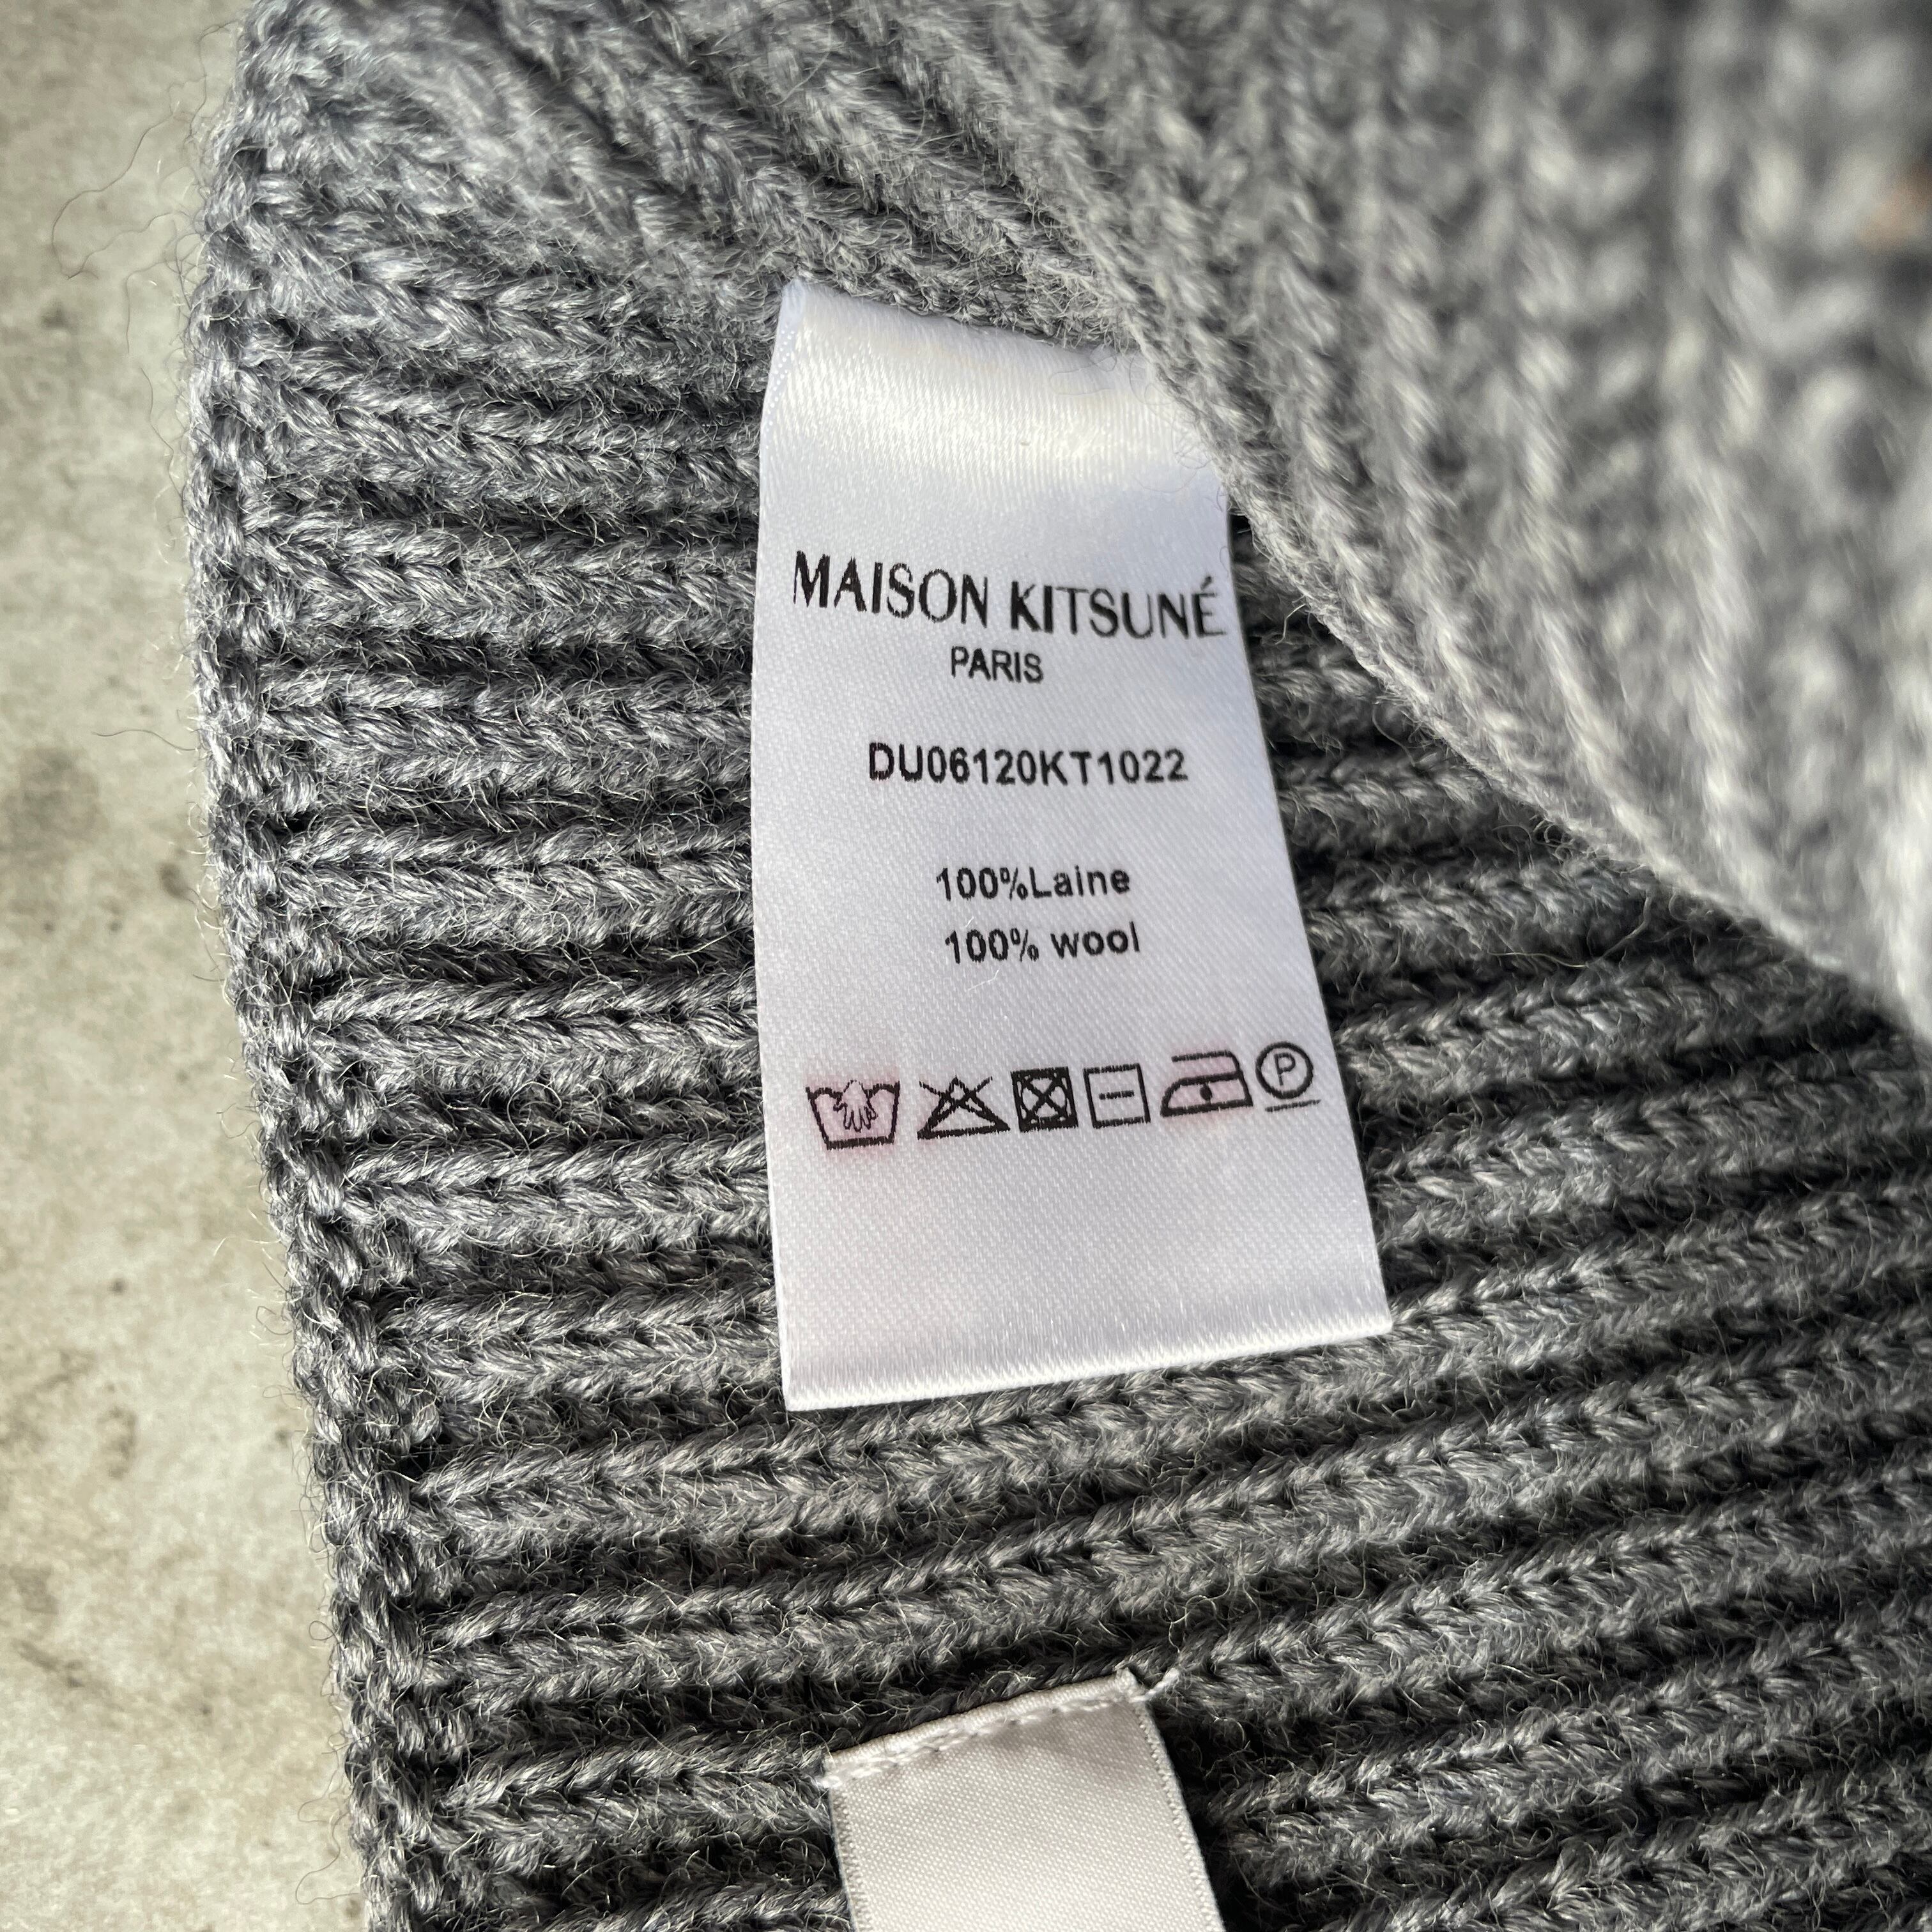 MAISON KITSUNÉ
PARIS
DU06120KT1022
100%Laine
100% wool
P